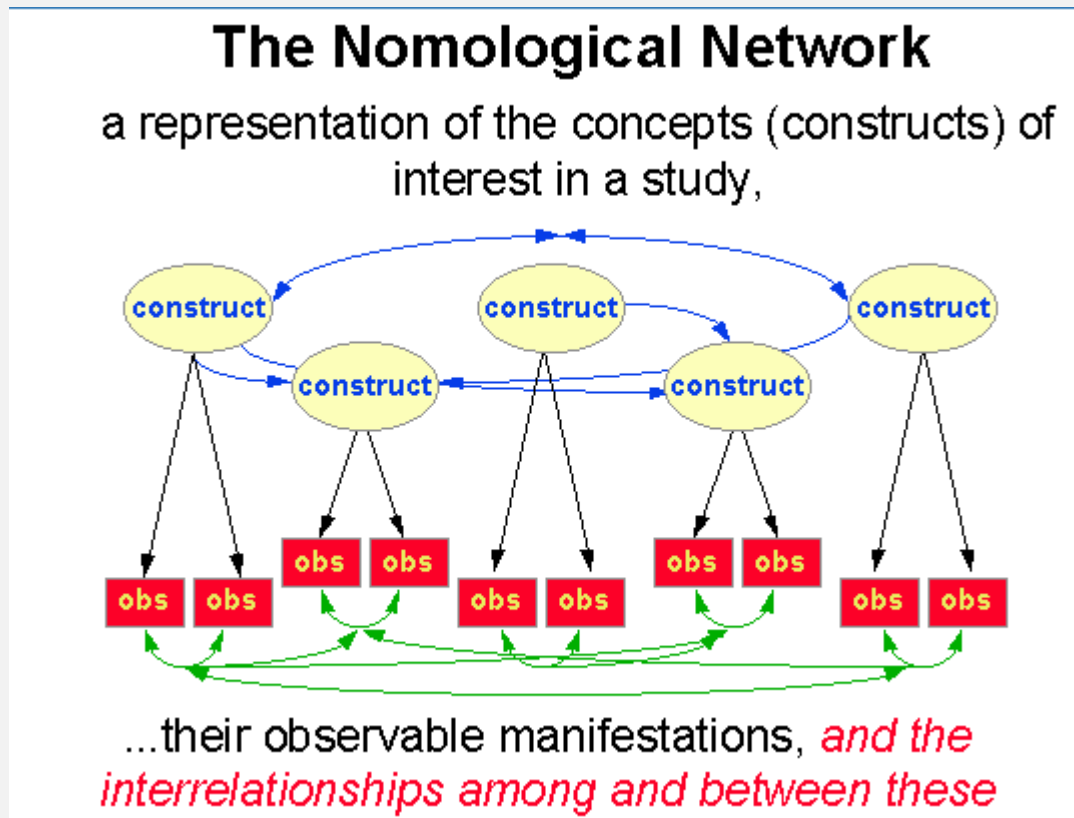 The Nomological Network
a representation of the concepts (constructs) of
interest in a study,
construct
construct
construct
construct
construct
obs
obs
obs
obs
obs
obs
obs
obs
obs
obs
...their observable manifestations, and the
interrelationships among and between these